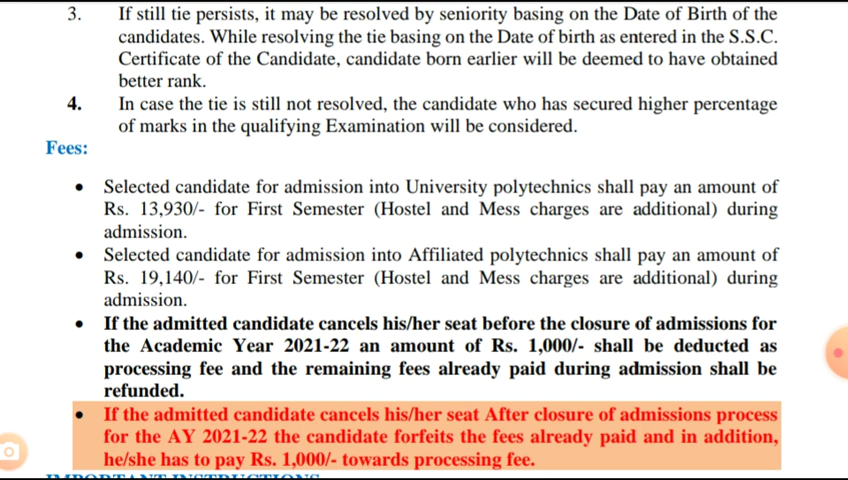 3. If still tie persists, it may be resolved by seniority basing on the Date of Birth of the
candidates. While resolving the tie basing on the Date of birth as entered in the S.S.C.
Certificate of the Candidate, candidate born earlier will be deemed to have obtained
better rank.
4. In case the tie is still not resolved, the candidate who has secured higher percentage
of marks in the qualifying Examination will be considered.
Fees:
• Selected candidate for admission into University polytechnics shall pay an amount of
Rs. 13,930/- for First Semester (Hostel and Mess charges are additional) during
admission.
• Selected candidate for admission into Affiliated polytechnics shall pay an amount of
Rs. 19,140/- for First Semester (Hostel and Mess charges are additional) during
admission.
• If the admitted candidate cancels his/her seat before the closure of admissions for
the Academic Year 2021-22 an amount of Rs. 1,000/- shall be deducted as
processing fee and the remaining fees already paid during admission shall be
refunded.
• If the admitted candidate cancels his/her seat After closure of admissions process
for the AY 2021-22 the candidate forfeits the fees already paid and in addition,
he/she has to pay Rs. 1,000/- towards processing fee.
IMPORTANT INSTRUCTIONS